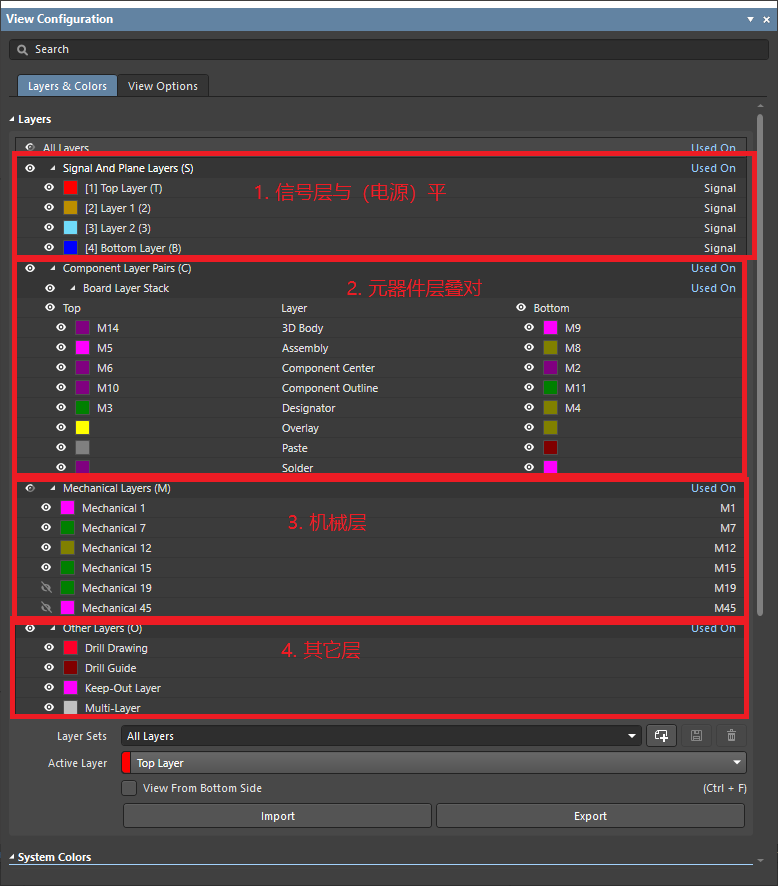 View Configuration
Search
Layers & Colors View Options
Layers
All Layers Used On
Signal And Plane Layers (S) Used On
1. 信号层与（电源）平
[1] Top Layer (T) Signal
[2] Layer 1 (2) Signal
[3] Layer 2 (3) Signal
[4] Bottom Layer (B) Signal
Component Layer Pairs (C) Used On
Board Layer Stack Used On
2. 元器件层叠对
Top Layer Bottom
M14 3D Body M9
M5 Assembly M8
M6 Component Center M2
M10 Component Outline M11
M3 Designator M4
Overlay
Paste
Solder
Mechanical Layers (M) Used On
Mechanical 1 M1
3. 机械层
Mechanical 7 M7
Mechanical 12 M12
Mechanical 15 M15
Mechanical 19 M19
Mechanical 45 M45
Other Layers (O) Used On
4. 其它层
Drill Drawing
Drill Guide
Keep-Out Layer
Multi-Layer
Layer Sets All Layers
Active Layer Top Layer
View From Bottom Side (Ctrl + F)
Import Export
System Colors